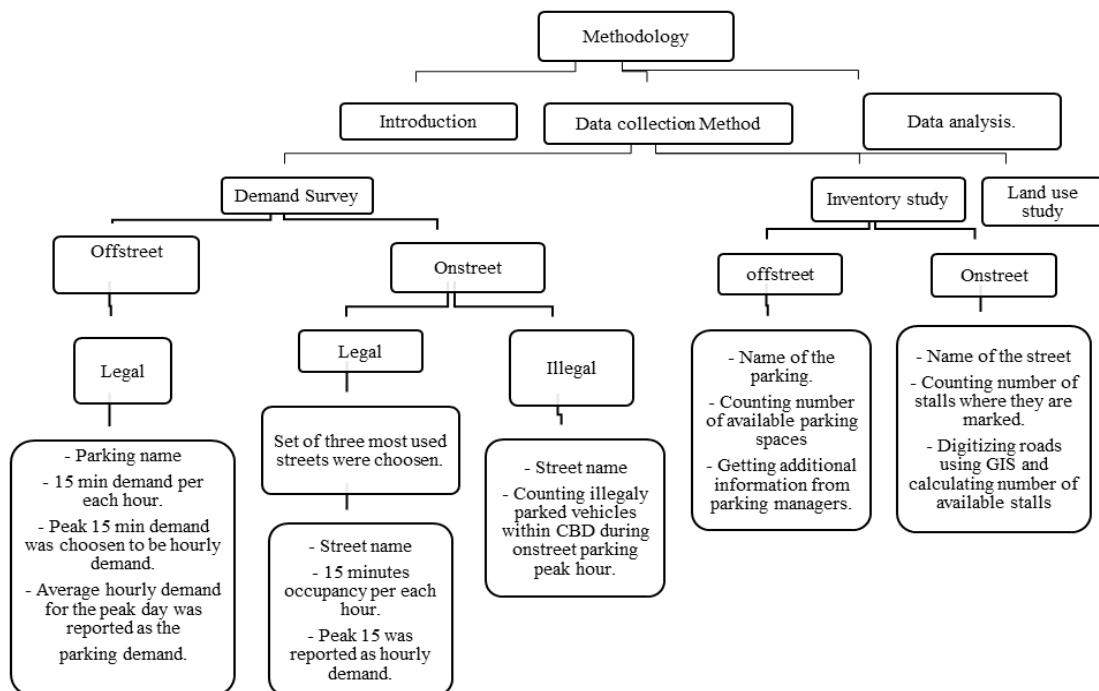 Methodology
Introduction
Data collection Method
Data analysis.
Demand Survey
Inventory study
Land use
study
Offstreet
Onstreet
offstreet
Onstreet
Legal
Legal
Illegal
- Parking name
- 15 min demand per
each hour.
- Peak 15 min demand
was choosen to be hourly
demand.
- Average hourly demand
for the peak day was
reported as the
parking demand.
Set of three most used
streets were choosen.
- Street name
- 15 minutes
occupancy per each
hour.
- Peak 15 was
reported as hourly
demand.
- Street name
- Counting illegaly
parked vehicles
within CBD during
onstreet parking
peak hour.
- Name of the
parking.
- Counting number
of available parking
spaces
- Getting additional
information from
parking managers.
- Name of the street
- Counting number of
stalls where they are
marked.
- Digitizing roads
using GIS and
calculating number of
available stalls